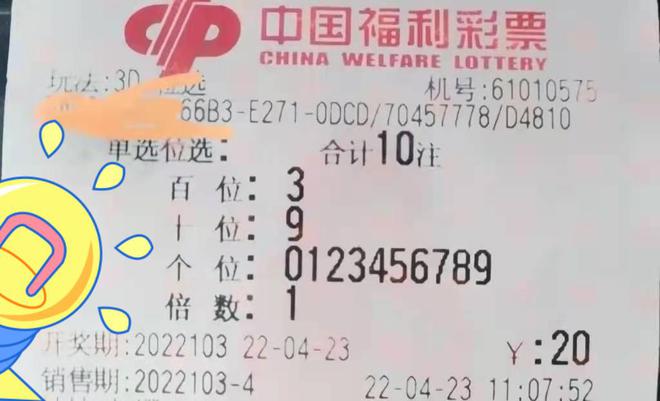 中国福利彩票
CHINA WELFARE LOTTERY
玩法:3D 位选 机号:61010575
66B3-E271-0DCD/70457778/D4810
单选位选: 合计10注
百 位: 3
十 位: 9
个 位: 0123456789
倍 数: 1
开奖期:2022103 22-04-23 ¥:20
销售期:2022103-4 22-04-23 11:07:52